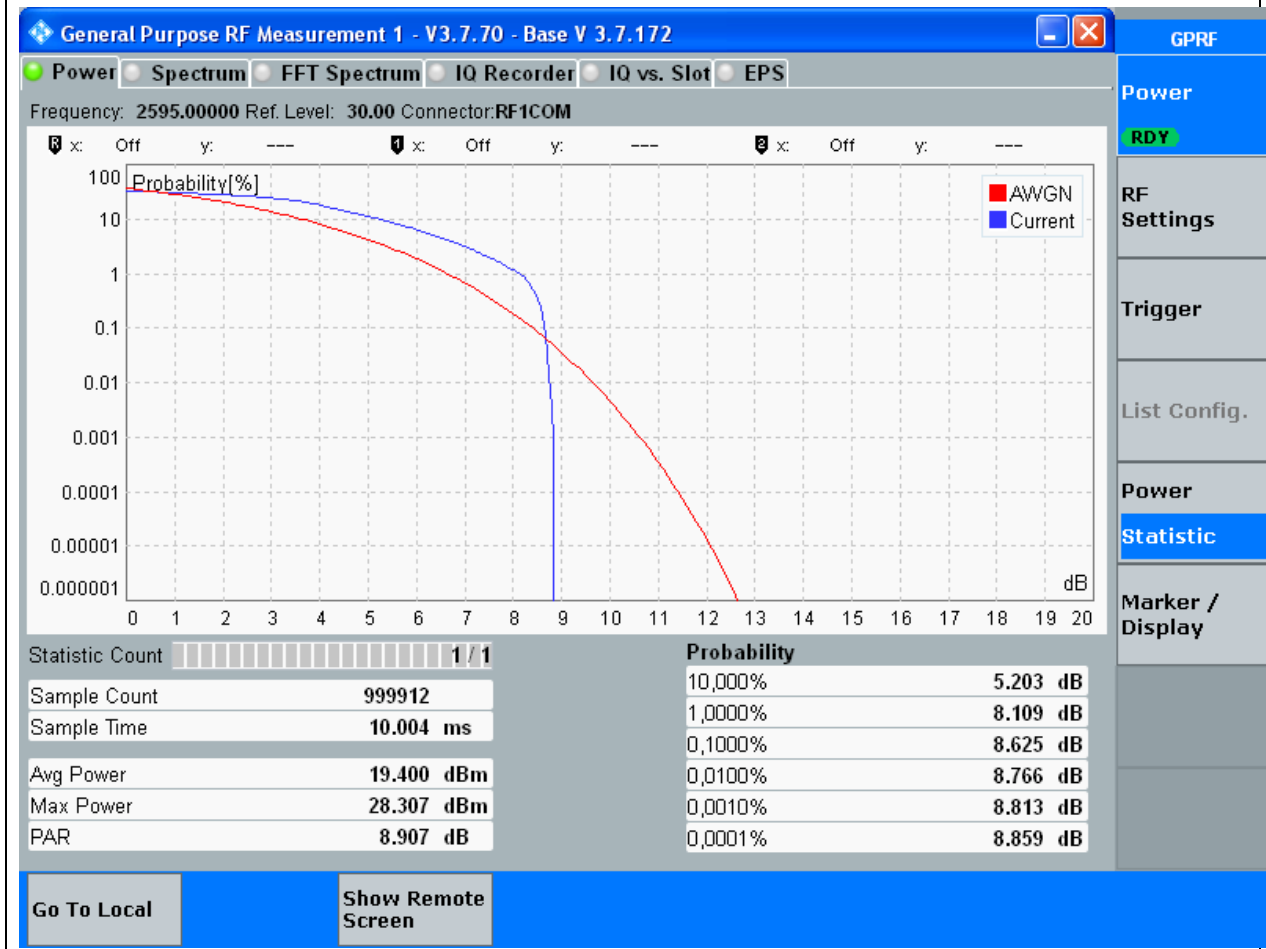 General Purpose RF Measurement 1 - V3.7.70 - Base V 3.7.172
GPRF
Power Spectrum FFT Spectrum IQ Recorder IQ vs. Slot EPS
Frequency: 2595.00000 Ref. Level: 30.00 Connector:RF1COM
R x: Off y: --- 1 x: Off y: --- 2 x: Off y: ---
Probability[%]
100
10
1
0.1
0.01
0.001
0.0001
0.00001
0.000001
AWGN
Current
dB
0 1 2 3 4 5 6 7 8 9 10 11 12 13 14 15 16 17 18 19 20
Statistic Count 1 / 1
Sample Count 999912
Sample Time 10.004 ms
Avg Power 19.400 dBm
Max Power 28.307 dBm
PAR 8.907 dB
Probability
10,000% 5.203 dB
1,0000% 8.109 dB
0,1000% 8.625 dB
0,0100% 8.766 dB
0,0010% 8.813 dB
0,0001% 8.859 dB
Power
RDY
RF
Settings
Trigger
List Config.
Power
Statistic
Marker /
Display
Go To Local
Show Remote
Screen